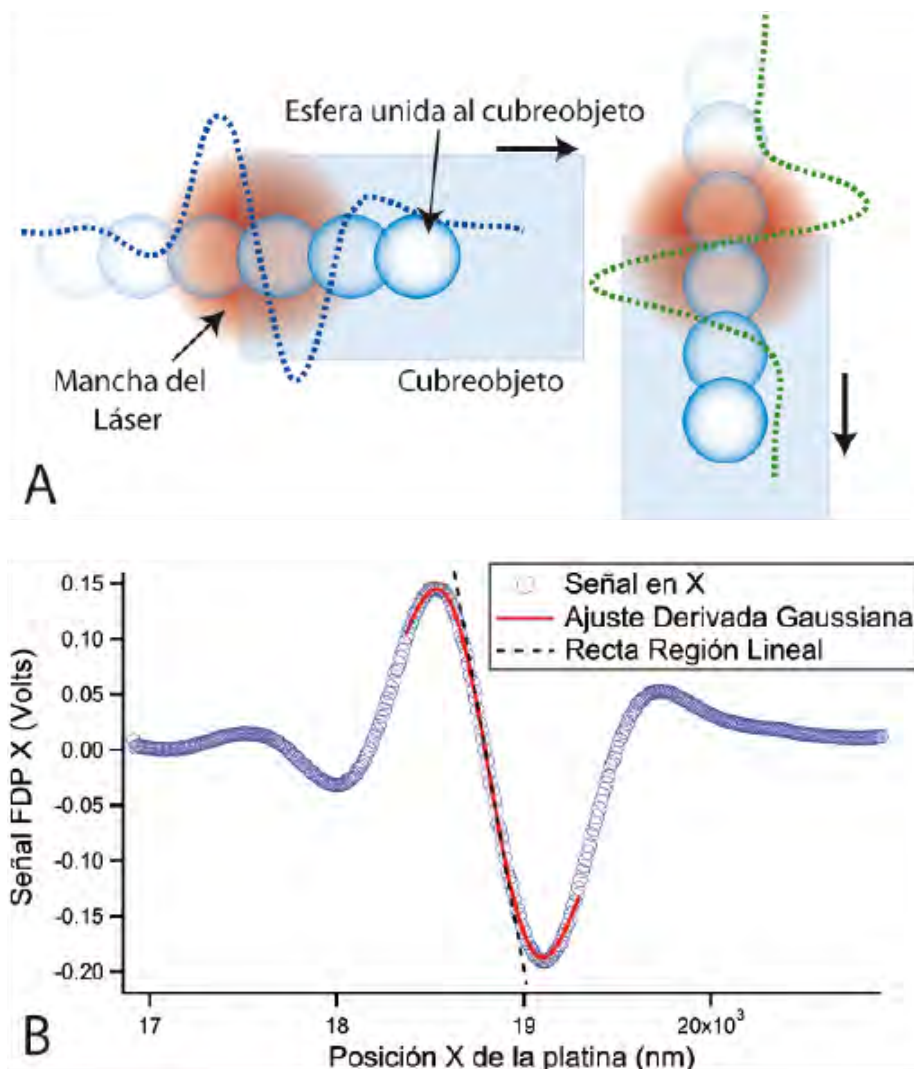 Esfera unida al cubreobjeto
Mancha del
Láser
Cubreobjeto
A
0.15
0.10
0.05
0.00
-0.05
-0.10
-0.15
-0.20
Señal FDP X (Volts)
Señal en X
Ajuste Derivada Gaussiana
Recta Región Lineal
17
18
19
20x10³
Posición X de la platina (nm)
B